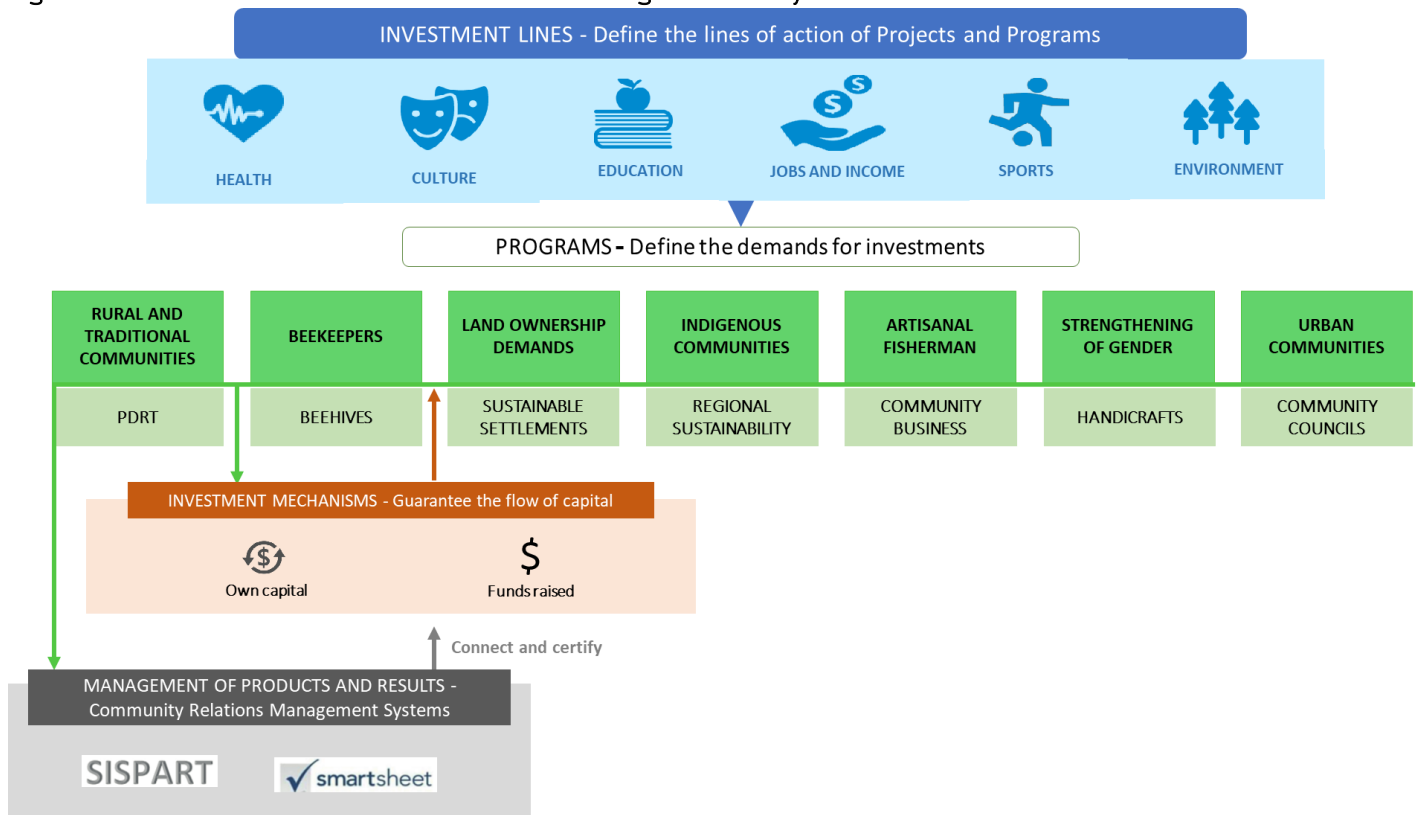 INVESTMENT LINES - Define the lines of action of Projects and Programs
HEALTH
CULTURE
EDUCATION
JOBS AND INCOME
SPORTS
ENVIRONMENT
PROGRAMS - Define the demands for investments
RURAL AND
TRADITIONAL
COMMUNITIES
BEEKEEPERS
LAND OWNERSHIP
DEMANDS
INDIGENOUS
COMMUNITIES
ARTISANAL
FISHERMAN
STRENGTHENING
OF GENDER
URBAN
COMMUNITIES
PDRT
BEEHIVES
SUSTAINABLE
SETTLEMENTS
REGIONAL
SUSTAINABILITY
COMMUNITY
BUSINESS
HANDICRAFTS
COMMUNITY
COUNCILS
INVESTMENT MECHANISMS - Guarantee the flow of capital
$
$
Own capital
Funds raised
Connect and certify
MANAGEMENT OF PRODUCTS AND RESULTS -
Community Relations Management Systems
SISPART
smartsheet